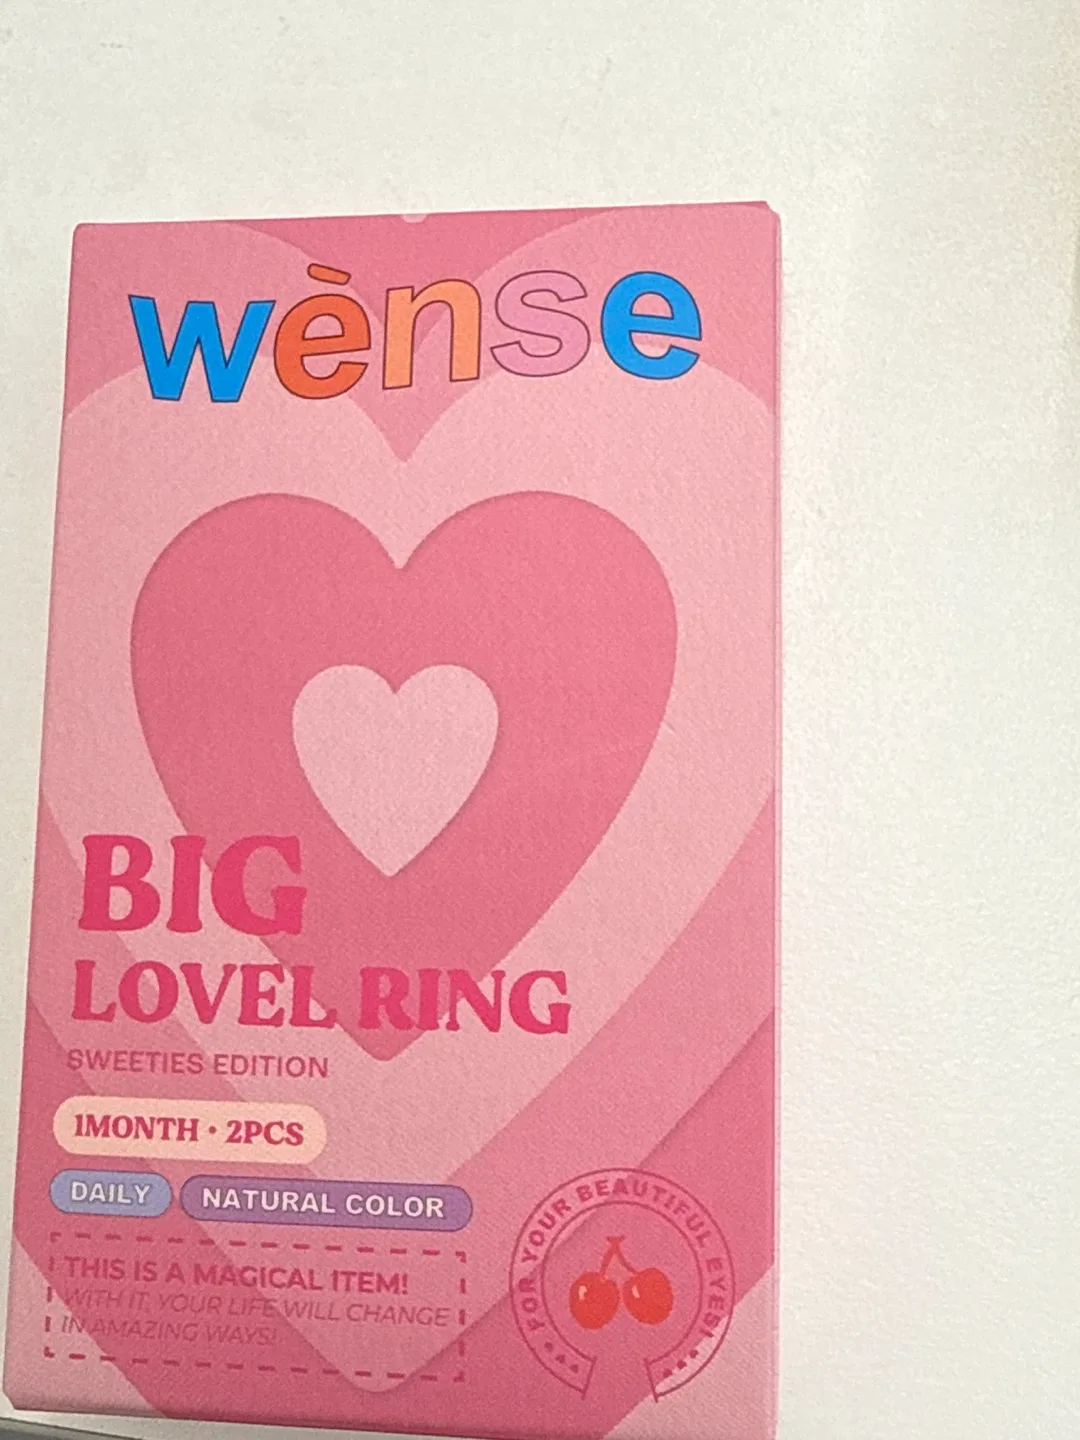 wènse
BIG
LOVEL RING
SWEETIES EDITION
1MONTH · 2PCS
DAILY
NATURAL COLOR
THIS IS A MAGICAL ITEM!
WITH IT, YOUR LIFE WILL CHANGE
IN AMAZING WAYS!
FOR YOUR BEAUTIFUL EYES!